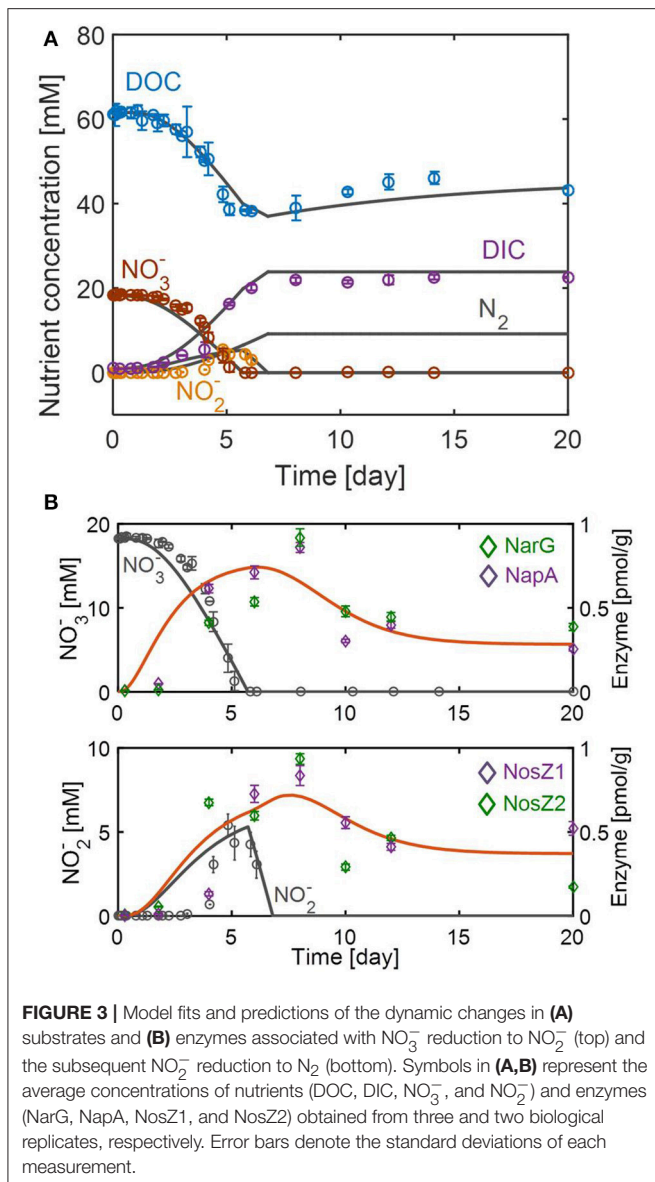 A
80
60
40
20
0
Nutrient concentration [mM]
DOC
NO₃⁻
DIC
N₂
NO₂⁻
0 5 10 15 20
Time [day]
B
20
10
0
NO₃⁻ [mM]
NO₃⁻
NarG
NapA
1
0.5
0
Enzyme [pmol/g]
0 5 10 15 20
10
5
0
NO₂⁻ [mM]
NosZ1
NosZ2
NO₂⁻
1
0.5
0
Enzyme [pmol/g]
0 5 10 15 20
Time [day]
FIGURE 3 | Model fits and predictions of the dynamic changes in (A)
substrates and (B) enzymes associated with NO₃⁻ reduction to NO₂⁻ (top) and
the subsequent NO₂⁻ reduction to N₂ (bottom). Symbols in (A,B) represent the
average concentrations of nutrients (DOC, DIC, NO₃⁻, and NO₂⁻) and enzymes
(NarG, NapA, NosZ1, and NosZ2) obtained from three and two biological
replicates, respectively. Error bars denote the standard deviations of each
measurement.